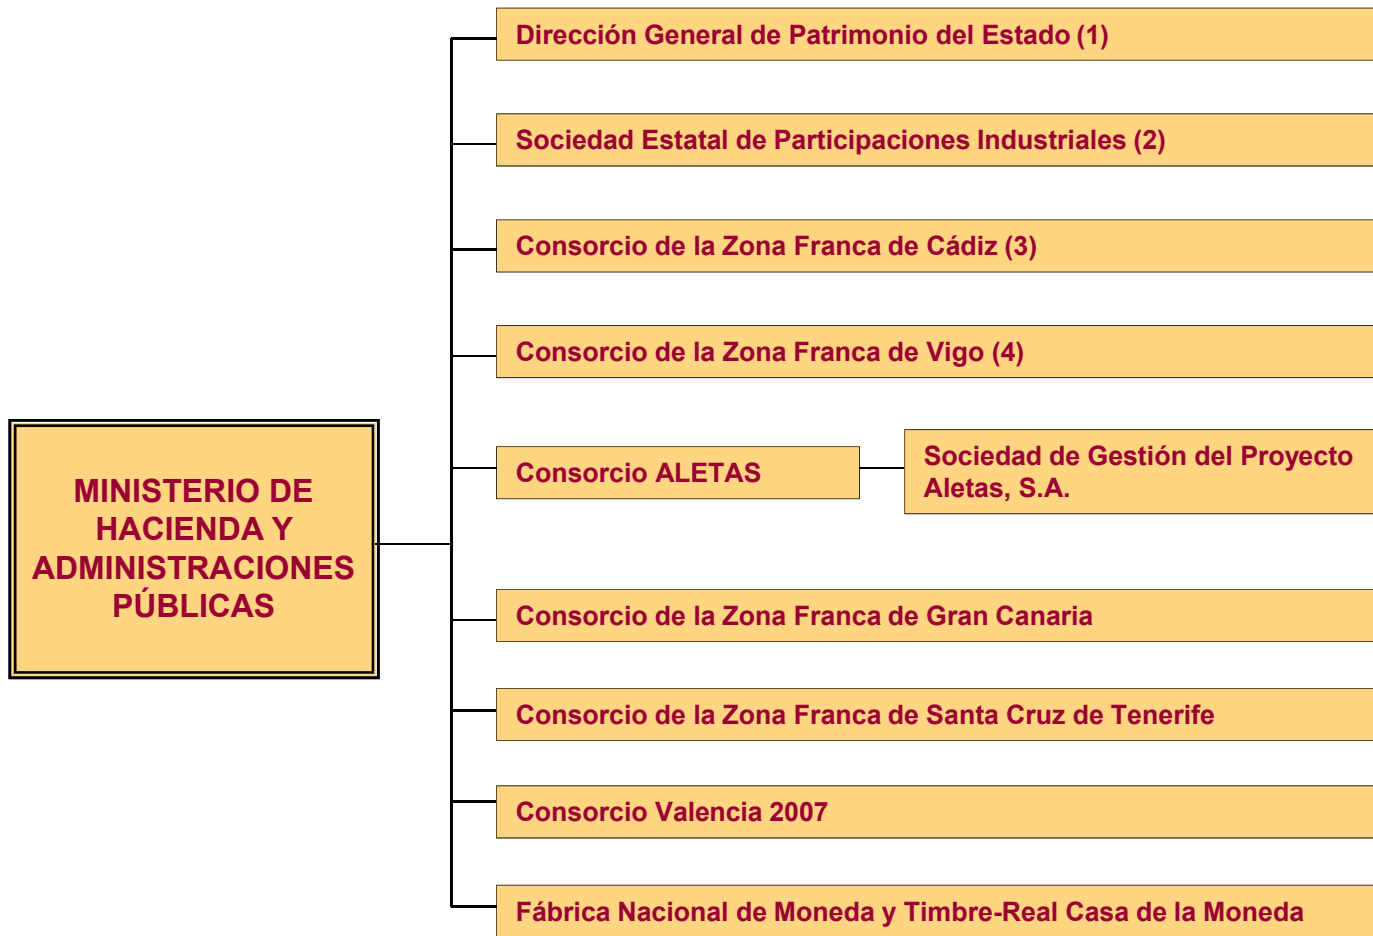 Dirección General de Patrimonio del Estado (1)
Sociedad Estatal de Participaciones Industriales (2)
Consorcio de la Zona Franca de Cádiz (3)
Consorcio de la Zona Franca de Vigo (4)
MINISTERIO DE
HACIENDA Y
ADMINISTRACIONES
PÚBLICAS
Consorcio ALETAS
Sociedad de Gestión del Proyecto
Aletas, S.A.
Consorcio de la Zona Franca de Gran Canaria
Consorcio de la Zona Franca de Santa Cruz de Tenerife
Consorcio Valencia 2007
Fábrica Nacional de Moneda y Timbre-Real Casa de la Moneda